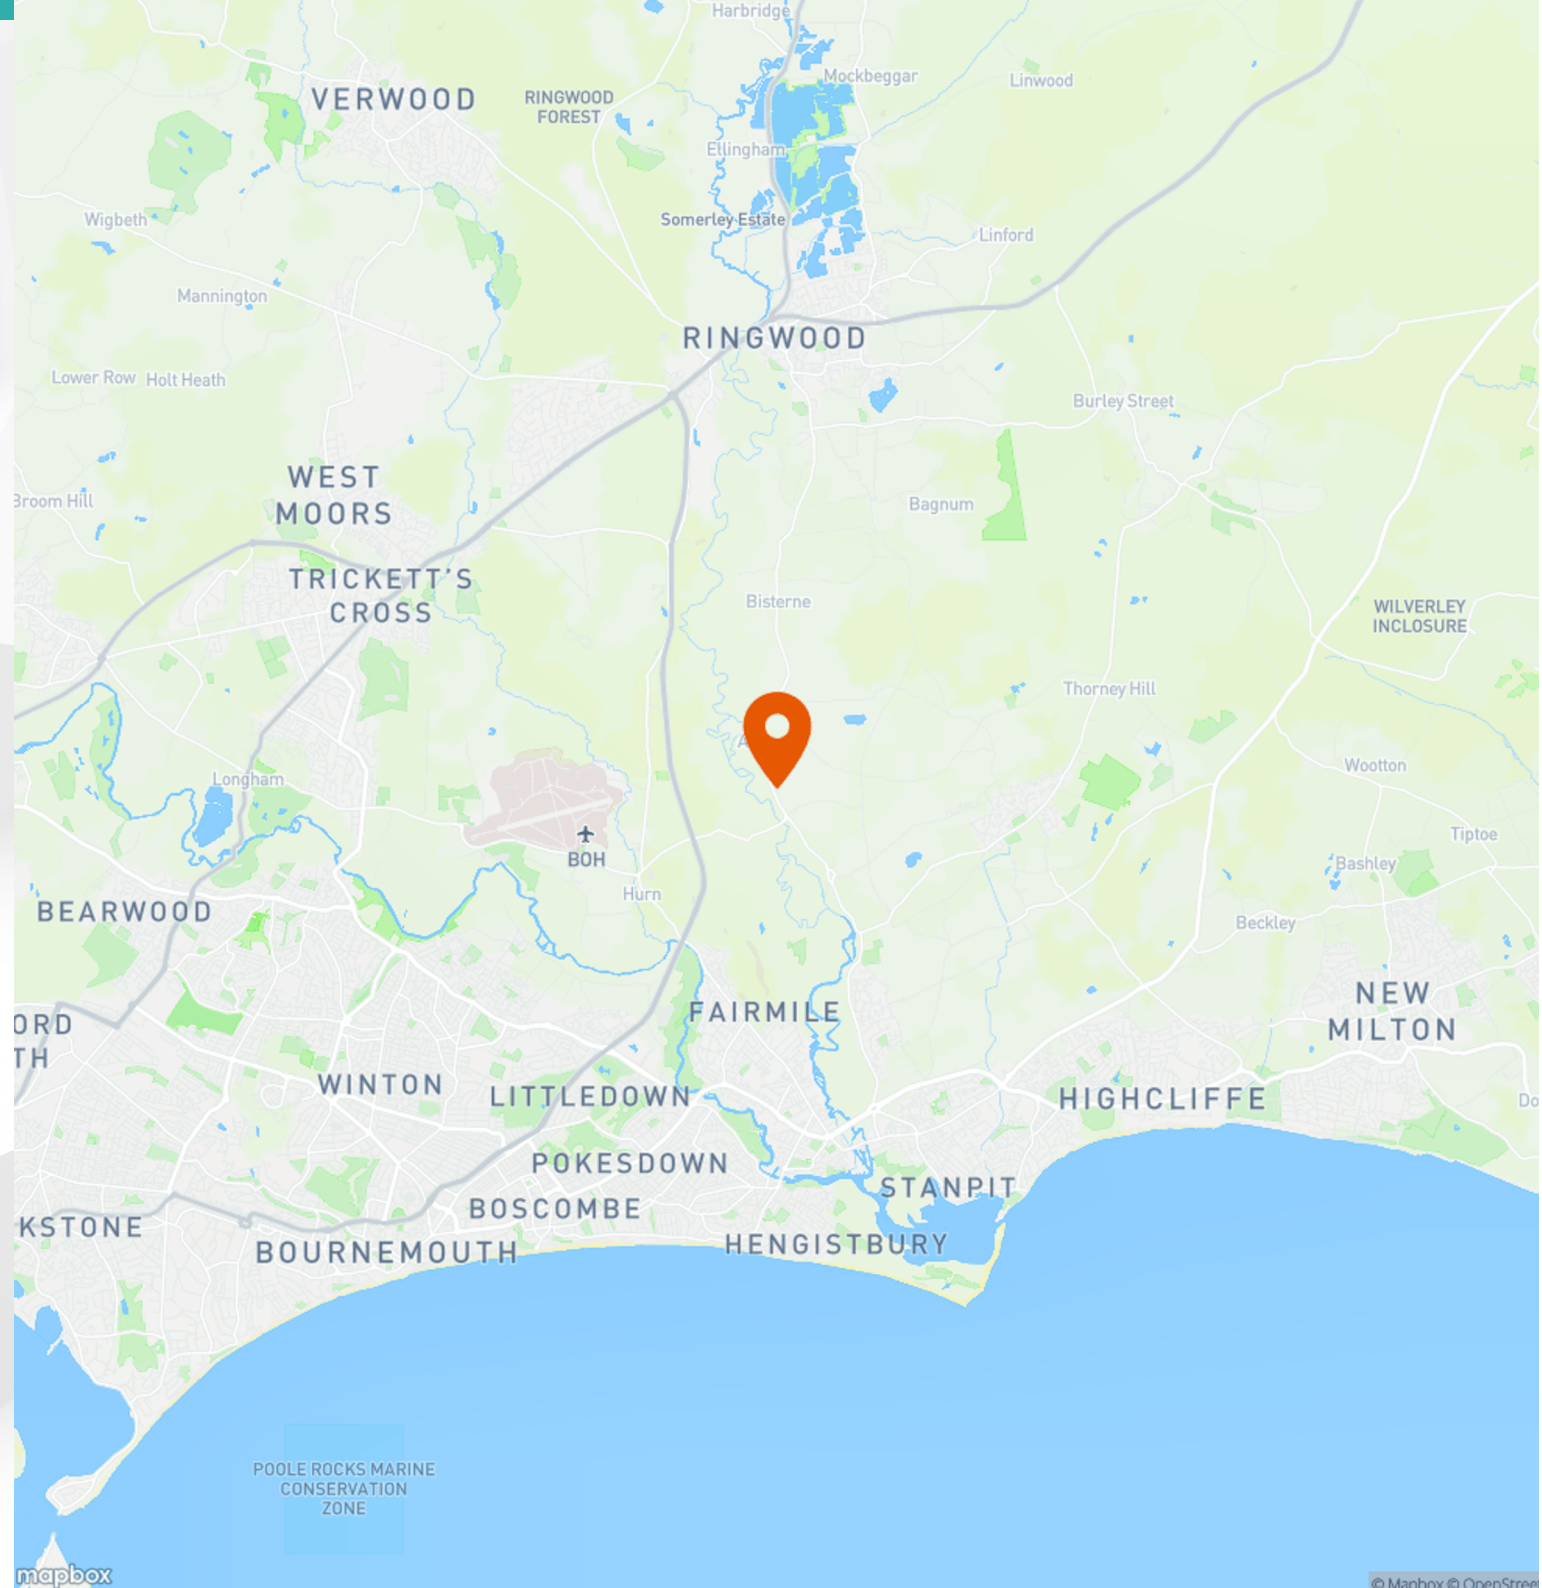 Harbridge
Mockbeggar
Linwood
VERWOOD
RINGWOOD
FOREST
Ellingham
Wigbeth
Somerley Estate
Linford
Mannington
RINGWOOD
Lower Row
Holt Heath
Burley Street
WEST
MOORS
Broom Hill
Bagnum
TRICKETT'S
CROSS
Bisterne
WILVERLEY
INCLOSURE
Thorney Hill
A
Longham
Wootton
BOH
Tiptoe
Bashley
Hurn
BEARWOOD
Beckley
FAIRMILE
NEW
MILTON
ORD
TH
WINTON
LITTLEDOWN
HIGHCLIFFE
Do
POKESDOWN
STANPIT
BOSCOMBE
KSTONE
HENGISTBURY
BOURNEMOUTH
POOLE ROCKS MARINE
CONSERVATION
ZONE
mapbox
© Mapbox © OpenStreet